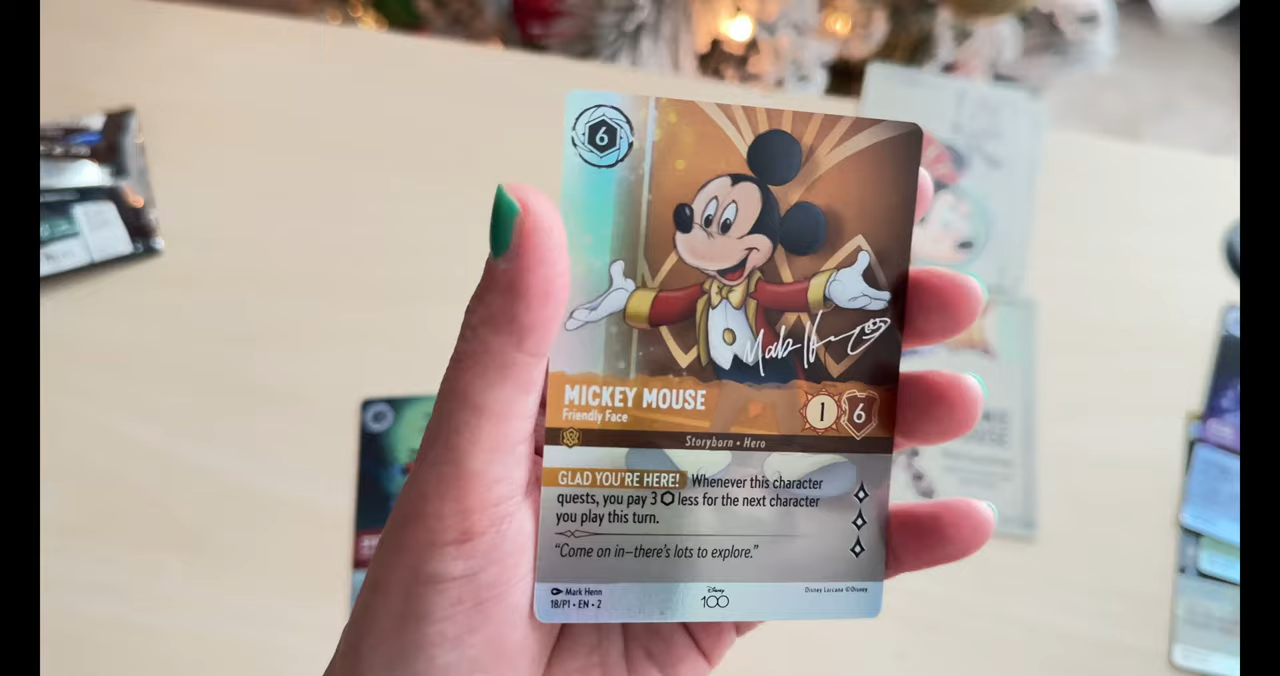 6
Mark Henn
MICKEY MOUSE
Friendly Face
1 6
Storyborn • Hero
GLAD YOU'RE HERE! Whenever this character
quests, you pay 3 less for the next character
you play this turn.
“Come on in—there's lots to explore.”
Mark Henn
18/P1 • EN • 2
Disney
100
Disney Lorcana ©Disney